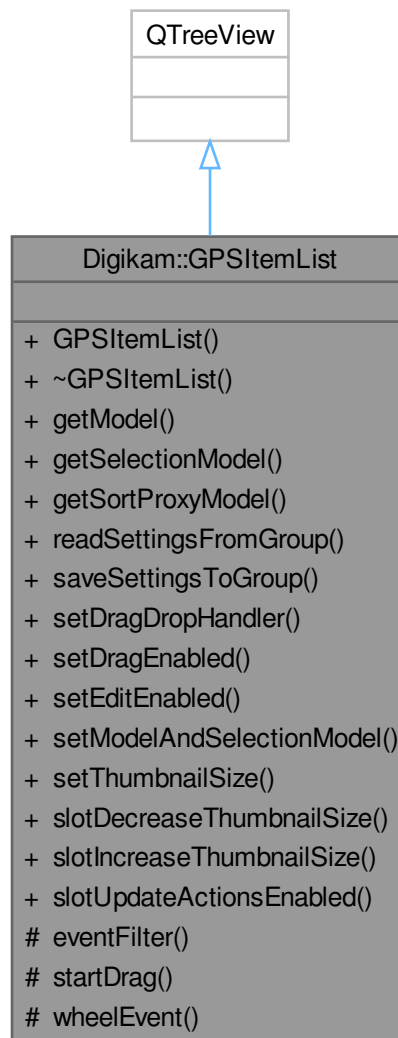 QTreeView
Digikam::GPSItemList
+ GPSItemList()
+ ~GPSItemList()
+ getModel()
+ getSelectionModel()
+ getSortProxyModel()
+ readSettingsFromGroup()
+ saveSettingsToGroup()
+ setDragDropHandler()
+ setDragEnabled()
+ setEditEnabled()
+ setModelAndSelectionModel()
+ setThumbnailSize()
+ slotDecreaseThumbnailSize()
+ slotIncreaseThumbnailSize()
+ slotUpdateActionsEnabled()
# eventFilter()
# startDrag()
# wheelEvent()